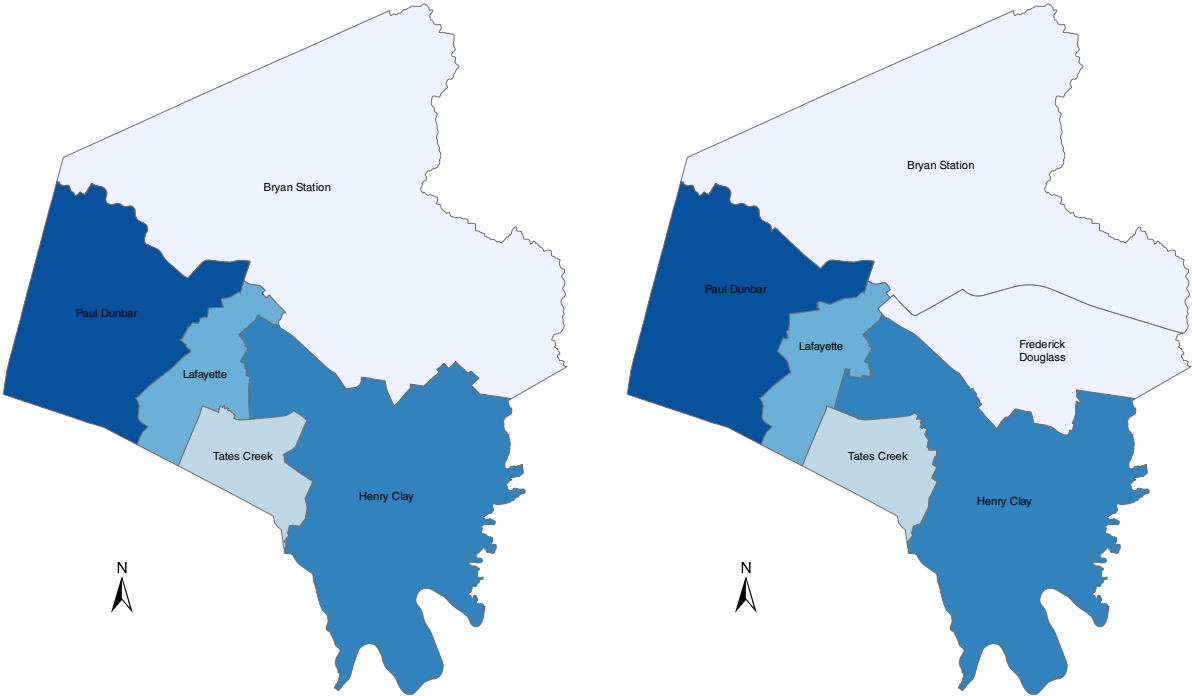 Bryan Station
Paul Dunbar
Lafayette
Tates Creek
Henry Clay
N
Bryan Station
Paul Dunbar
Lafayette
Frederick
Douglass
Tates Creek
Henry Clay
N